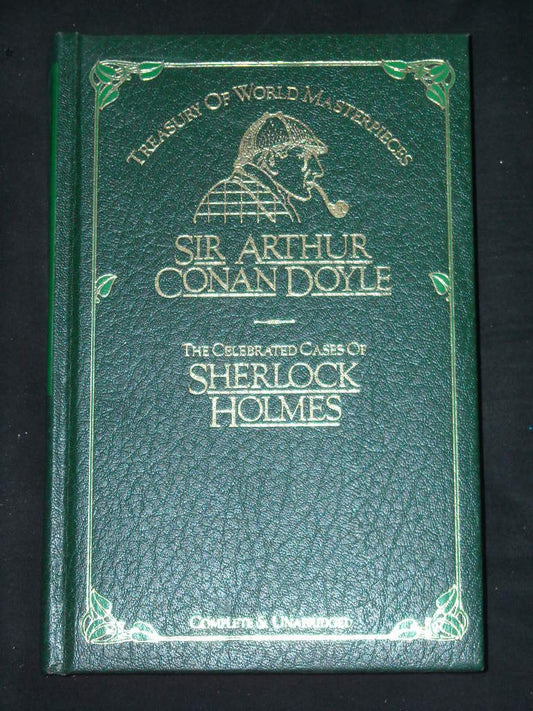 TREASURY OF WORLD MASTERPIECES
SIR ARTHUR
CONAN DOYLE
THE CELEBRATED CASES OF
SHERLOCK
HOLMES
COMPLETE & UNABRIDGED